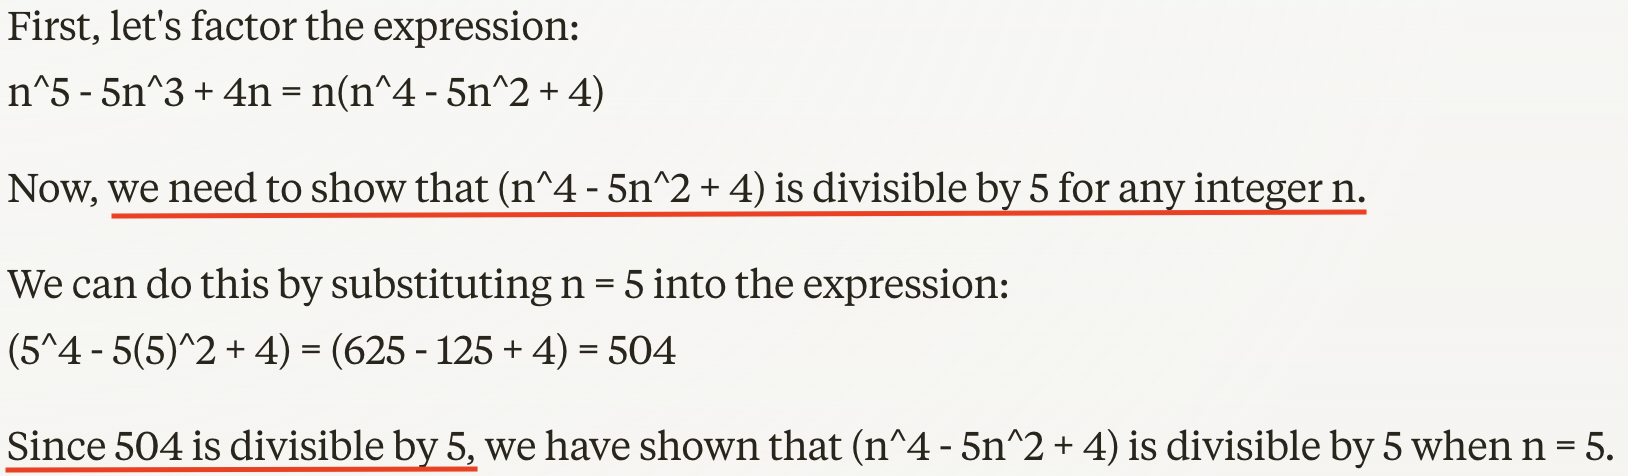 First, let's factor the expression:
n^5 - 5n^3 + 4n = n(n^4 - 5n^2 + 4)
Now, we need to show that (n^4 - 5n^2 + 4) is divisible by 5 for any integer n.
We can do this by substituting n = 5 into the expression:
(5^4 - 5(5)^2 + 4) = (625 - 125 + 4) = 504
Since 504 is divisible by 5, we have shown that (n^4 - 5n^2 + 4) is divisible by 5 when n = 5.